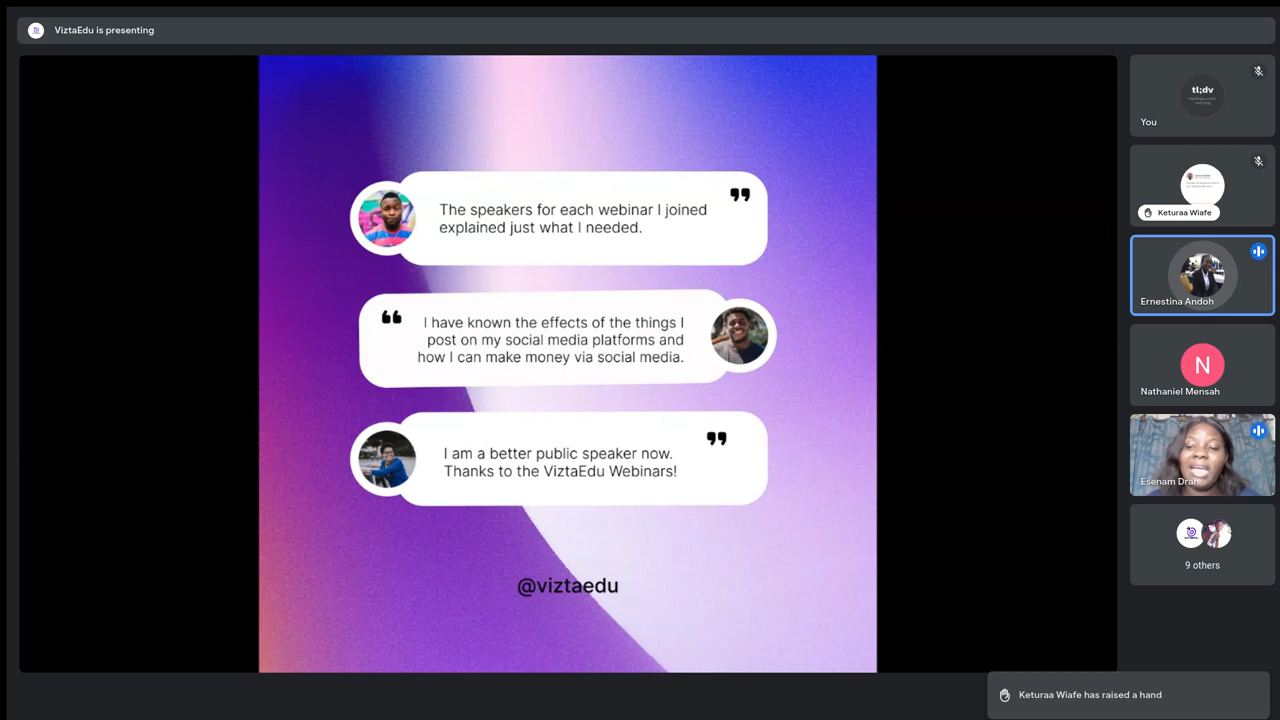 ViztaEdu is presenting
The speakers for each webinar I joined
explained just what I needed.
I have known the effects of the things I
post on my social media platforms and
how I can make money via social media.
I am a better public speaker now.
Thanks to the ViztaEdu Webinars!
@viztaedu
tl;dv
You
Keturaa Wiafe
Ernestina Andoh
N
Nathaniel Mensah
Esenam Drah
9 others
Keturaa Wiafe has raised a hand